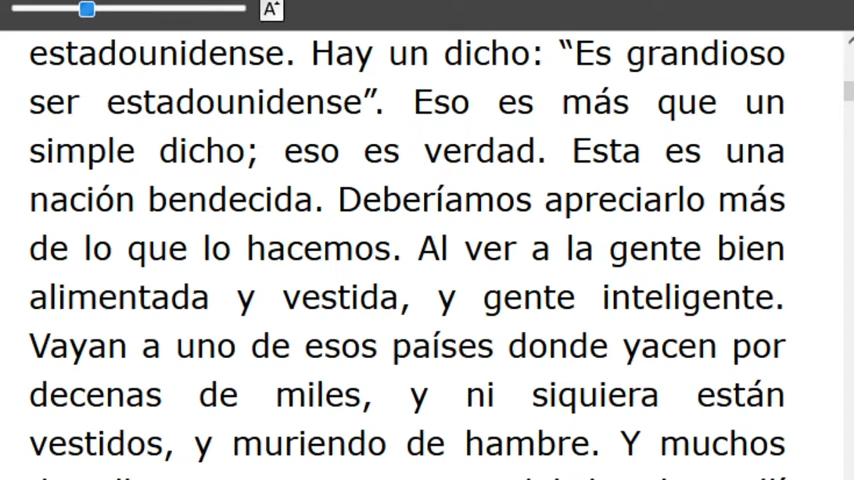 A
estadounidense. Hay un dicho: “Es grandioso
ser estadounidense”. Eso es más que un
simple dicho; eso es verdad. Esta es una
nación bendecida. Deberíamos apreciarlo más
de lo que lo hacemos. Al ver a la gente bien
alimentada y vestida, y gente inteligente.
Vayan a uno de esos países donde yacen por
decenas de miles, y ni siquiera están
vestidos, y muriendo de hambre. Y muchos